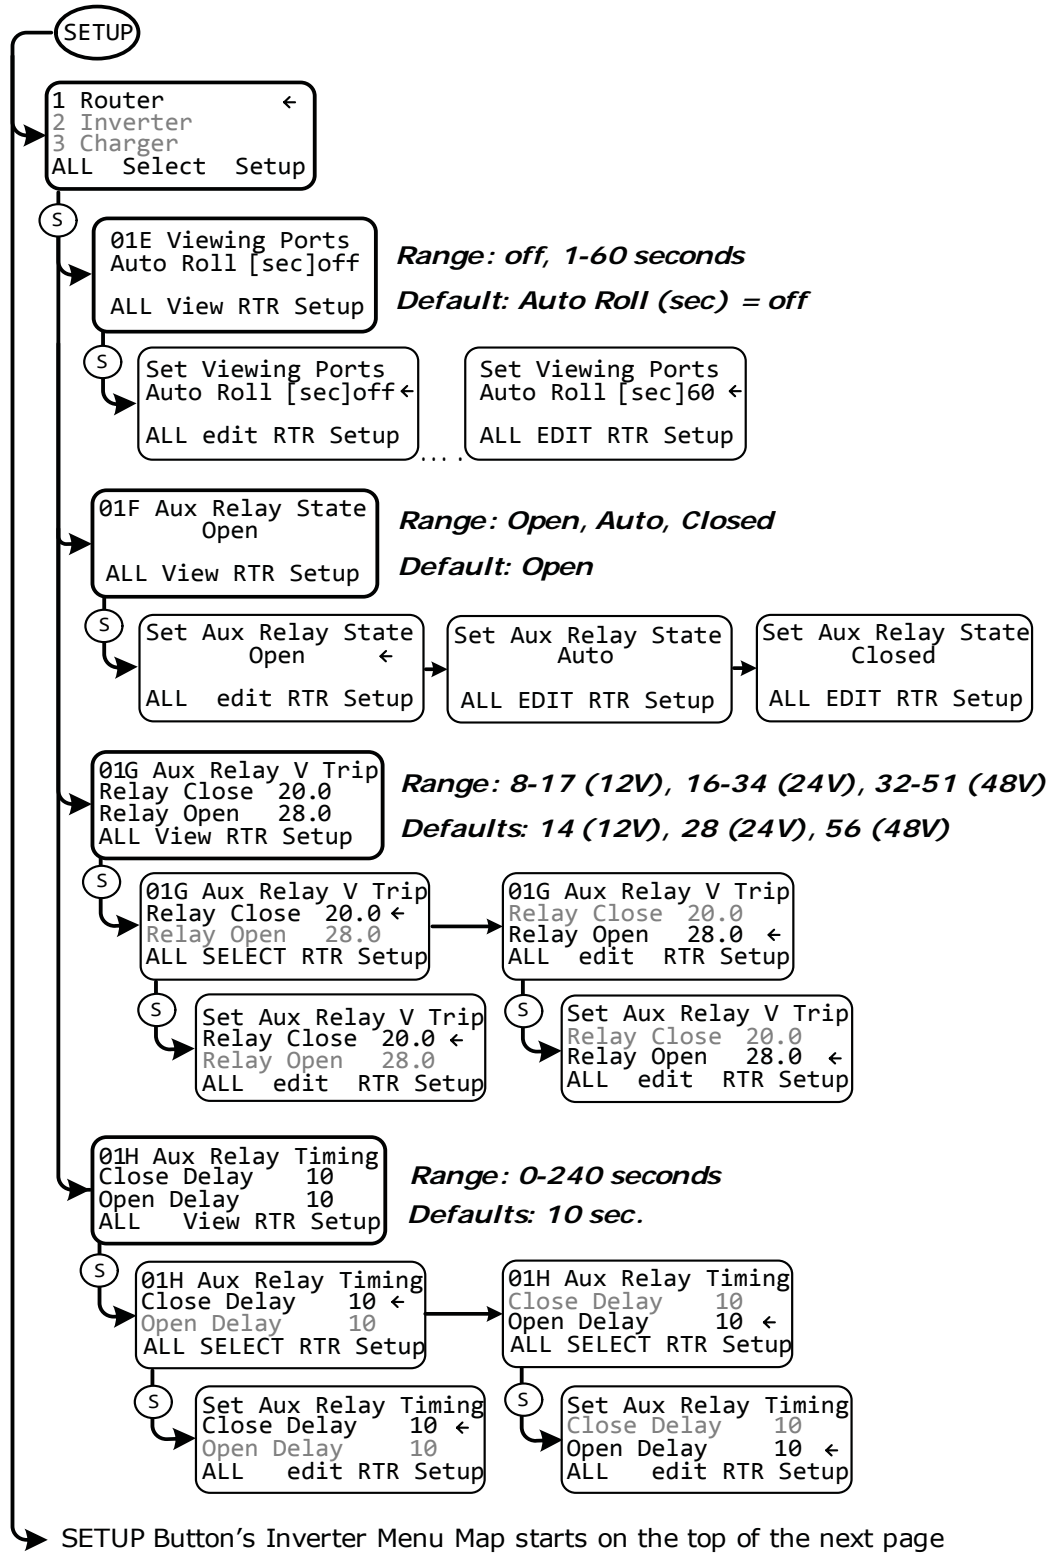 SETUP
1 Router ←
2 Inverter
3 Charger
ALL Select Setup
S
01E Viewing Ports
Auto Roll [sec]off
ALL View RTR Setup
Range: off, 1-60 seconds
Default: Auto Roll (sec) = off
S
Set Viewing Ports
Auto Roll [sec]off ←
ALL edit RTR Setup
....
Set Viewing Ports
Auto Roll [sec]60 ←
ALL EDIT RTR Setup
01F Aux Relay State
Open
ALL View RTR Setup
Range: Open, Auto, Closed
Default: Open
S
Set Aux Relay State
Open ←
ALL edit RTR Setup
Set Aux Relay State
Auto
ALL EDIT RTR Setup
Set Aux Relay State
Closed
ALL EDIT RTR Setup
01G Aux Relay V Trip
Relay Close 20.0
Relay Open 28.0
ALL View RTR Setup
Range: 8-17 (12V), 16-34 (24V), 32-51 (48V)
Defaults: 14 (12V), 28 (24V), 56 (48V)
S
01G Aux Relay V Trip
Relay Close 20.0 ←
Relay Open 28.0
ALL SELECT RTR Setup
01G Aux Relay V Trip
Relay Close 20.0
Relay Open 28.0 ←
ALL edit RTR Setup
S
Set Aux Relay V Trip
Relay Close 20.0 ←
Relay Open 28.0
ALL edit RTR Setup
S
Set Aux Relay V Trip
Relay Close 20.0
Relay Open 28.0 ←
ALL edit RTR Setup
01H Aux Relay Timing
Close Delay 10
Open Delay 10
ALL View RTR Setup
Range: 0-240 seconds
Defaults: 10 sec.
S
01H Aux Relay Timing
Close Delay 10 ←
Open Delay 10
ALL SELECT RTR Setup
01H Aux Relay Timing
Close Delay 10
Open Delay 10 ←
ALL SELECT RTR Setup
S
Set Aux Relay Timing
Close Delay 10 ←
Open Delay 10
ALL edit RTR Setup
S
Set Aux Relay Timing
Close Delay 10
Open Delay 10 ←
ALL edit RTR Setup
SETUP Button's Inverter Menu Map starts on the top of the next page